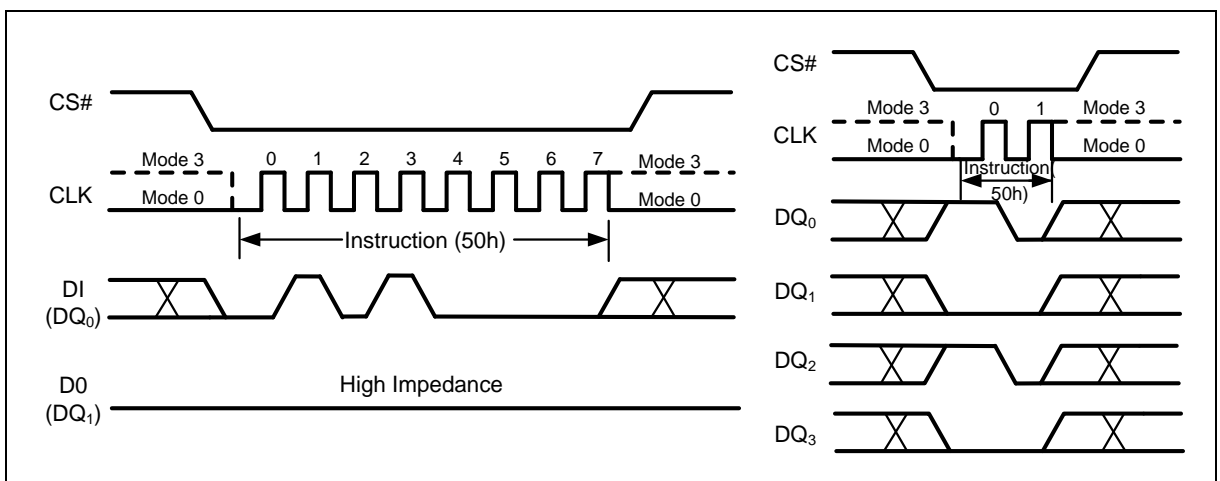 CS#
Mode 3 0 1 2 3 4 5 6 7 Mode 3
CLK
Mode 0 Mode 0
Instruction (50h)
DI
(DQ0)
D0
(DQ1)
High Impedance
CS#
Mode 3 0 1 Mode 3
CLK
Mode 0 Mode 0
Instruction(
50h)
DQ0
DQ1
DQ2
DQ3